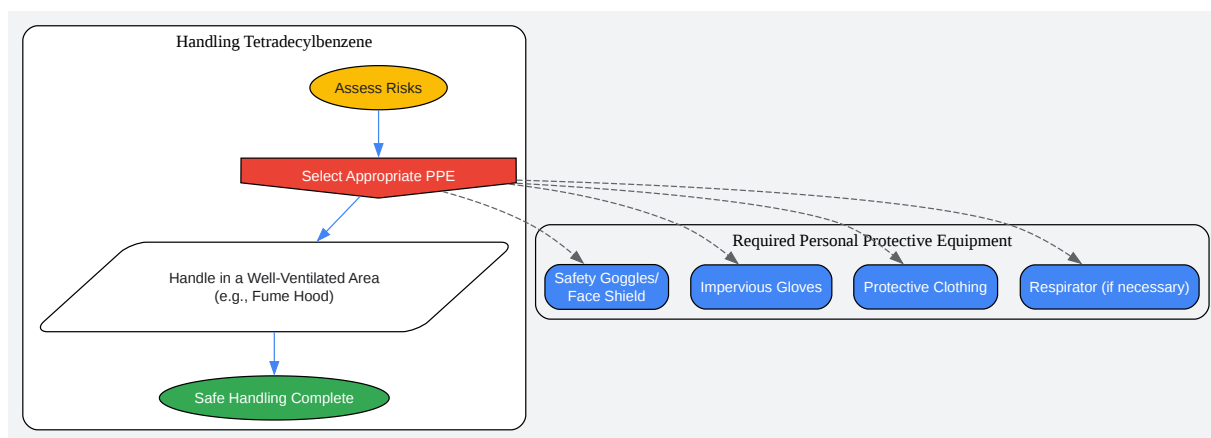 Handling Tetradecylbenzene
Assess Risks
Select Appropriate PPE
Handle in a Well-Ventilated Area
(e.g., Fume Hood)
Safe Handling Complete
Required Personal Protective Equipment
Safety Goggles/
Face Shield
Impervious Gloves
Protective Clothing
Respirator (if necessary)